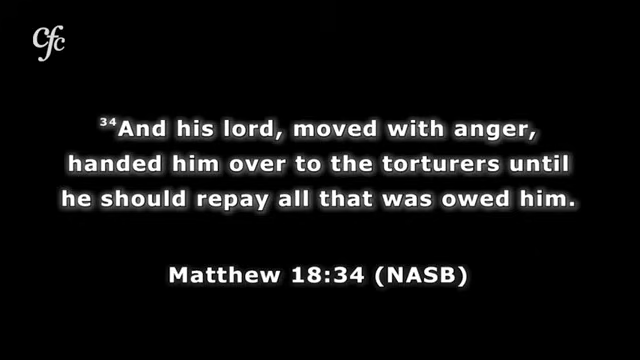 cfc
34And his lord, moved with anger,
handed him over to the torturers until
he should repay all that was owed him.
Matthew 18:34 (NASB)